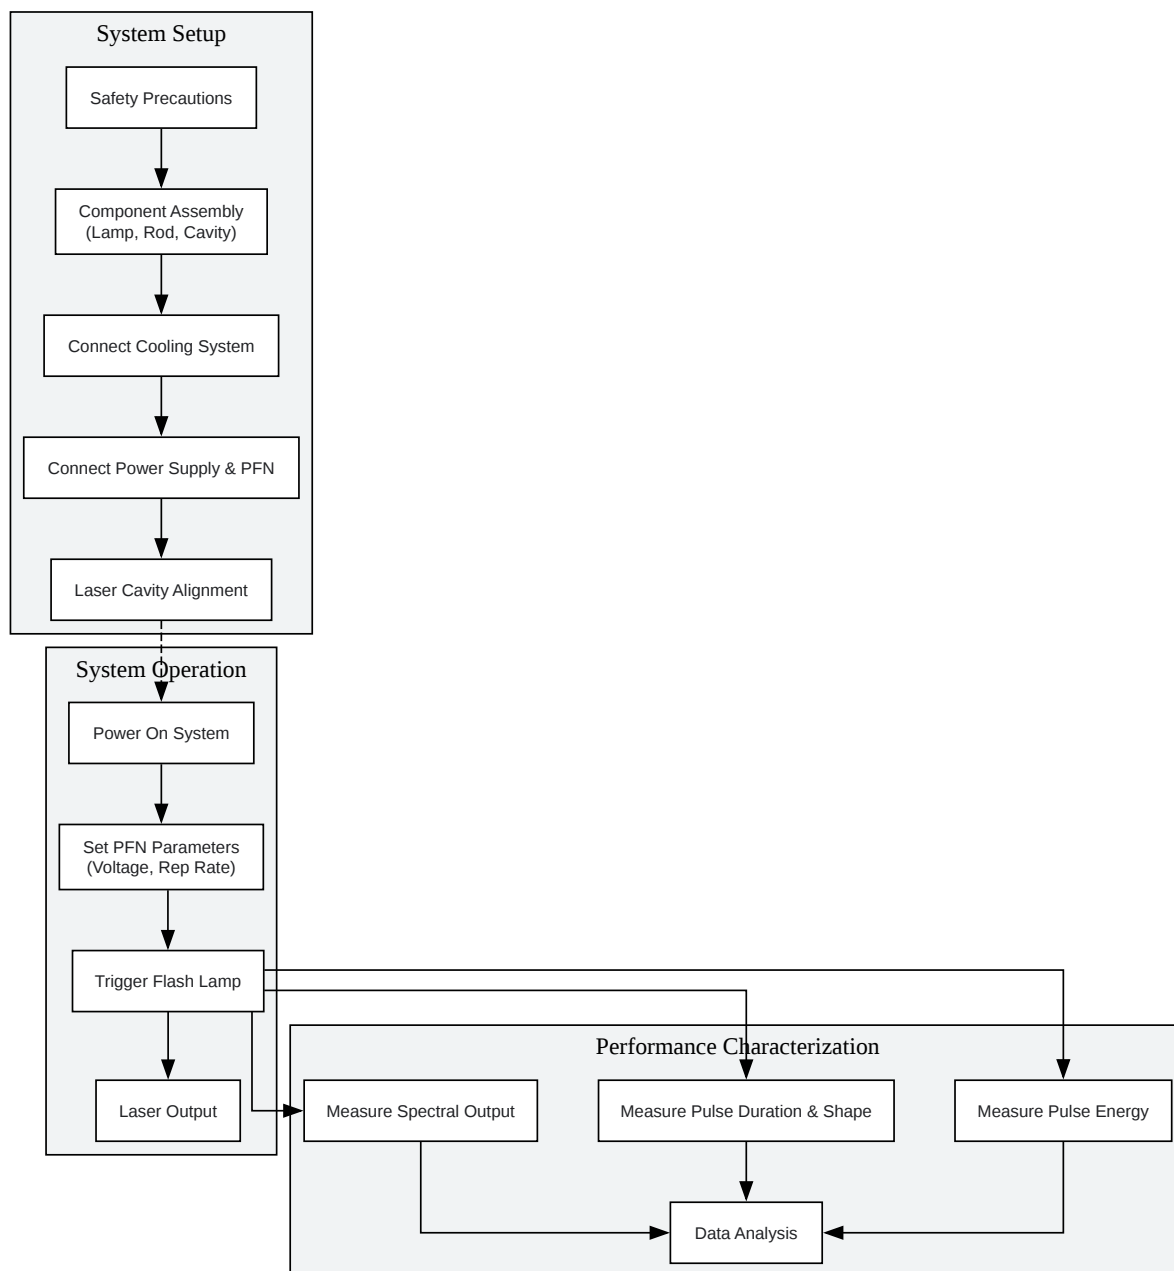 System Setup
Safety Precautions
Component Assembly
(Lamp, Rod, Cavity)
Connect Cooling System
Connect Power Supply & PFN
Laser Cavity Alignment
System Operation
Power On System
Set PFN Parameters
(Voltage, Rep Rate)
Trigger Flash Lamp
Laser Output
Performance Characterization
Measure Spectral Output
Measure Pulse Duration & Shape
Measure Pulse Energy
Data Analysis